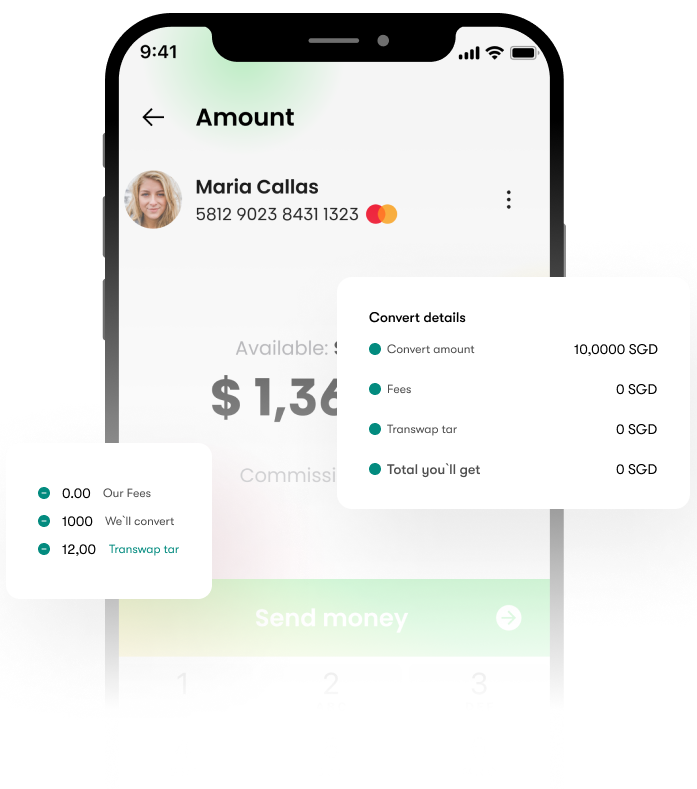 9:41
Amount
Maria Callas
5812 9023 8431 1323
Convert details
Convert amount 10,0000 SGD
Available:
Fees 0 SGD
$ 1,36
Transwap tar 0 SGD
Total you`ll get 0 SGD
0.00 Our Fees
1000 We`ll convert
12,00 Transwap tar
Send money
1 2 3